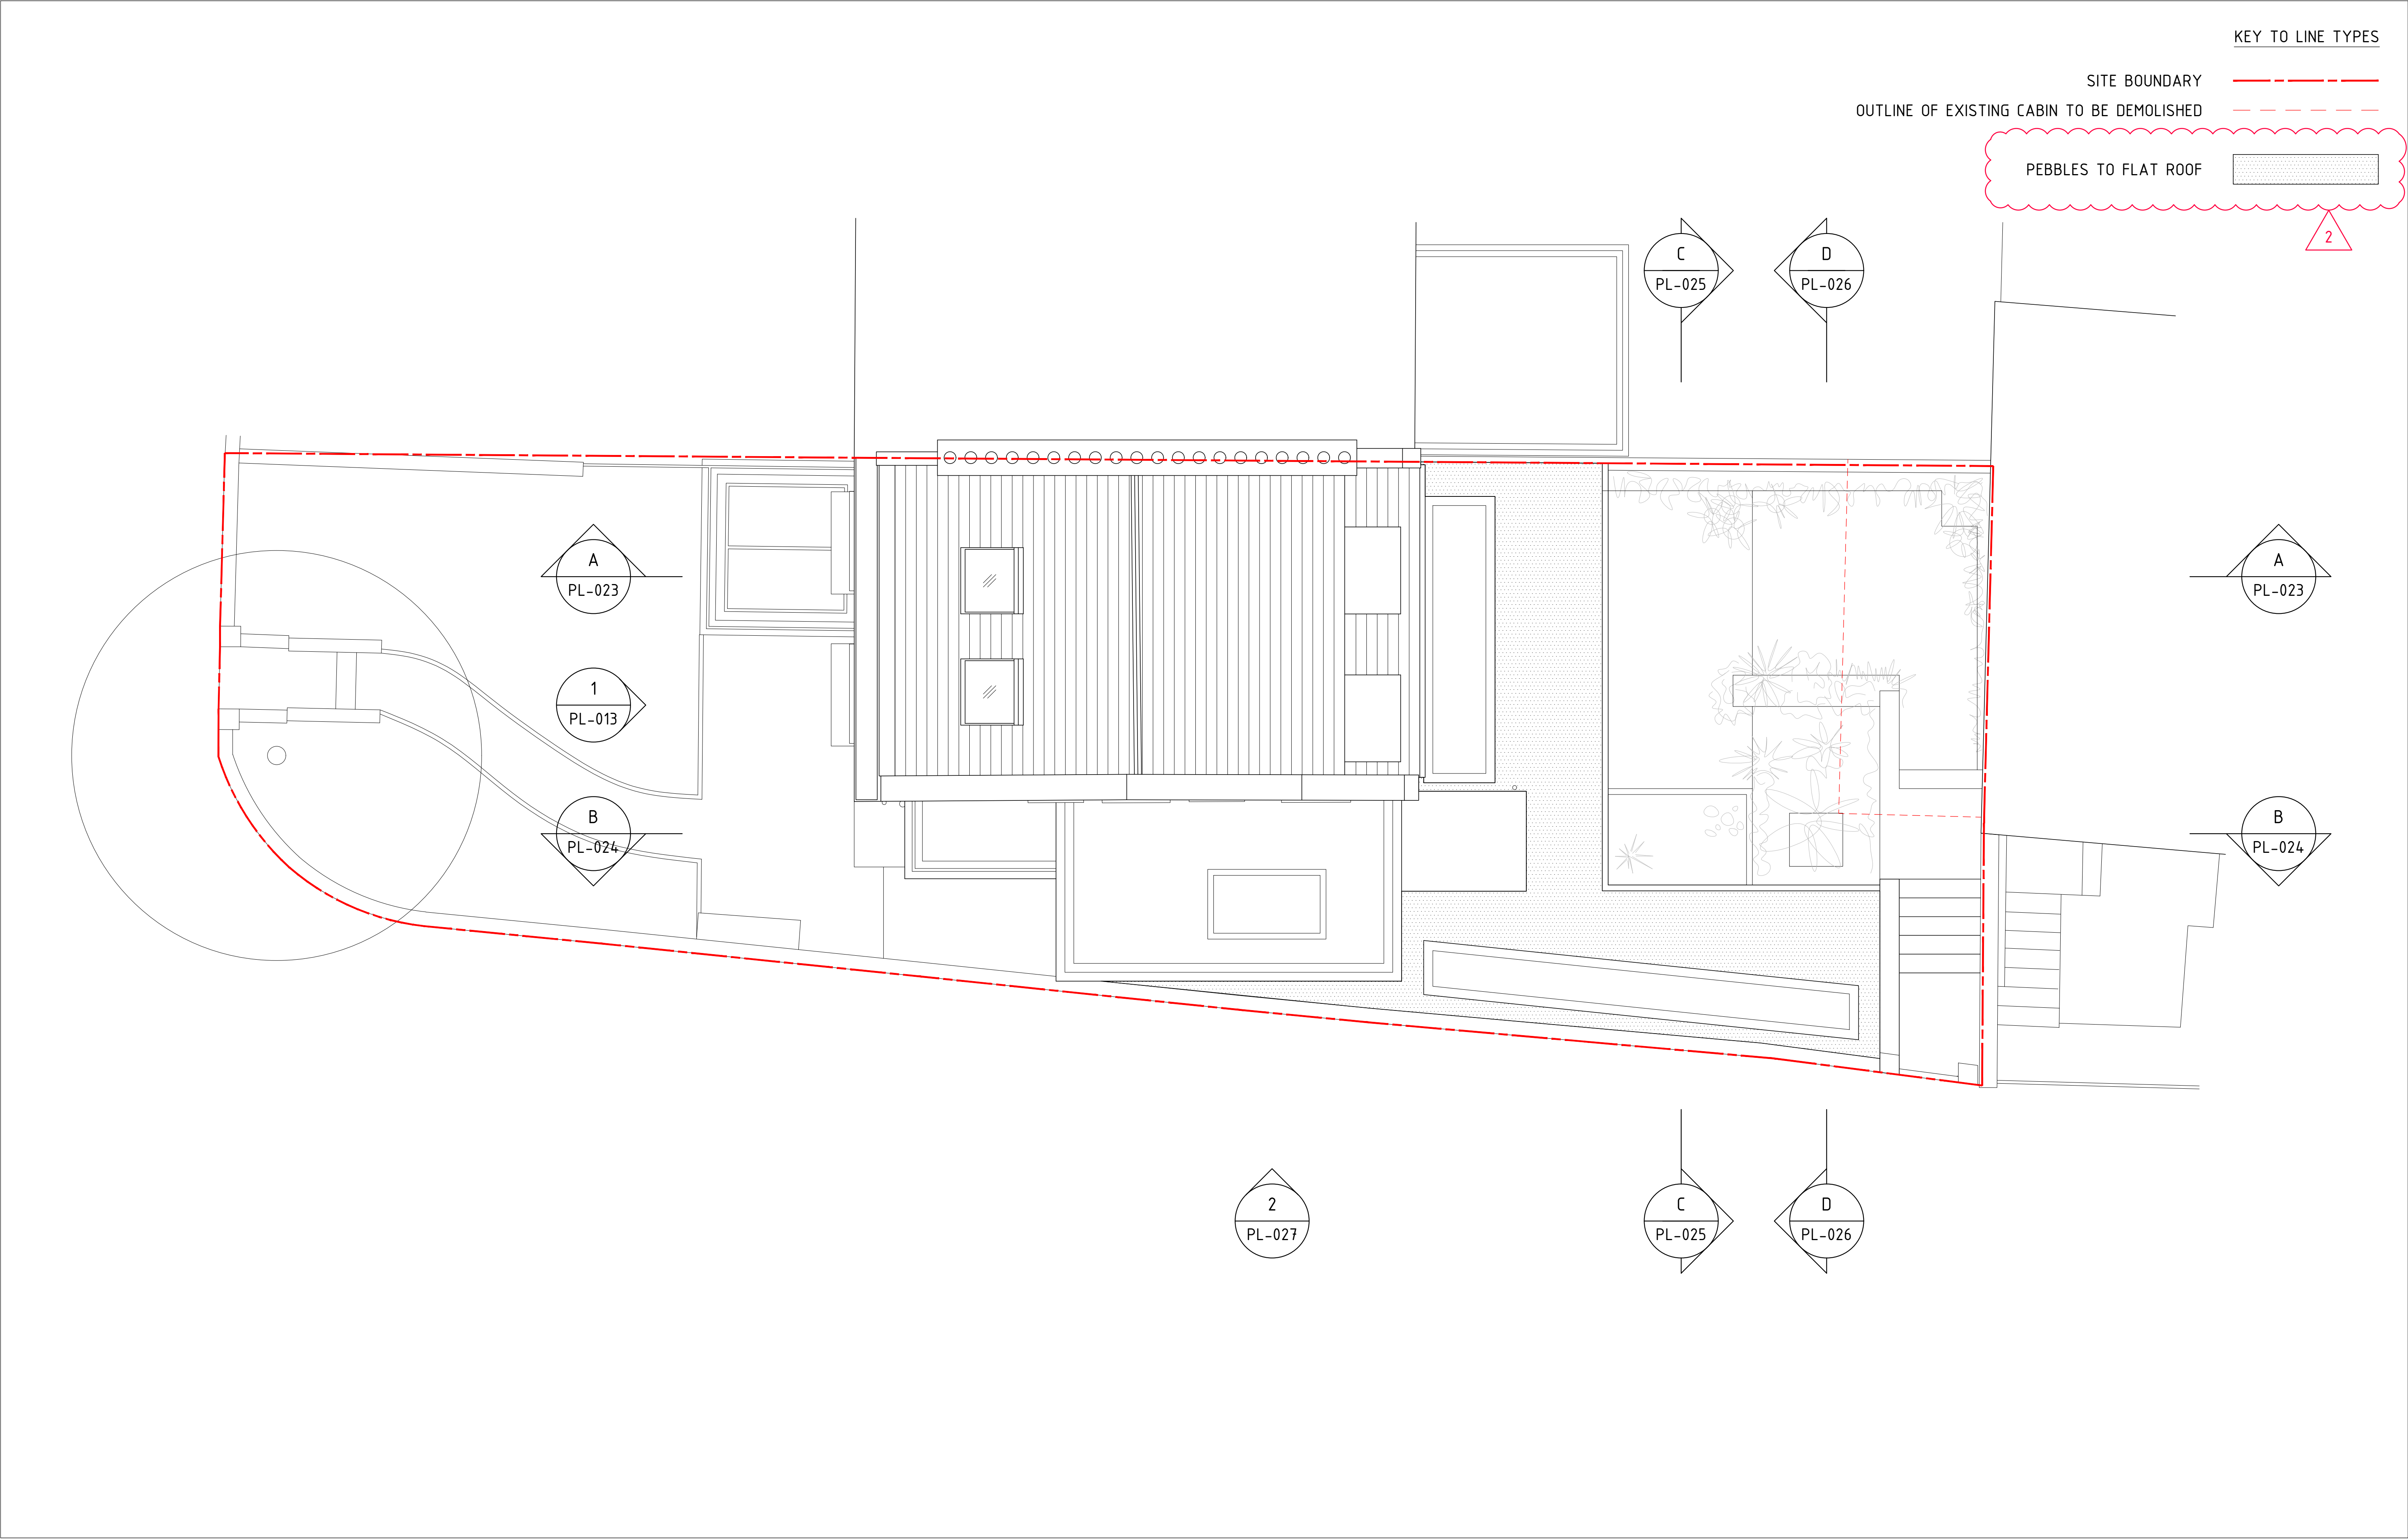 KEY TO LINE TYPES
SITE BOUNDARY
OUTLINE OF EXISTING CABIN TO BE DEMOLISHED
PEBBLES TO FLAT ROOF
2
C
PL-025
D
PL-026
A
PL-023
A
PL-023
1
PL-013
B
PL-024
B
PL-024
2
PL-027
C
PL-025
D
PL-026